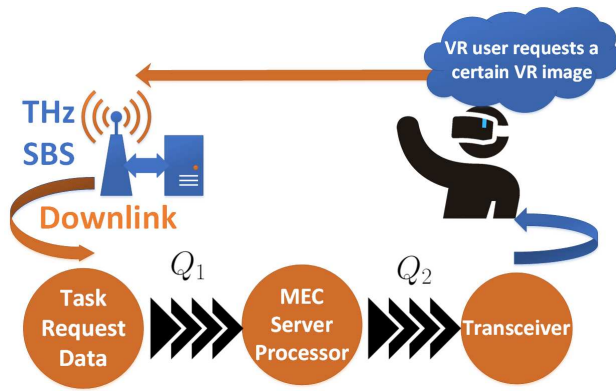 VR user requests a
certain VR image
THz
SBS
Downlink
Q1
Q2
Task
Request
Data
MEC
Server
Processor
Transceiver